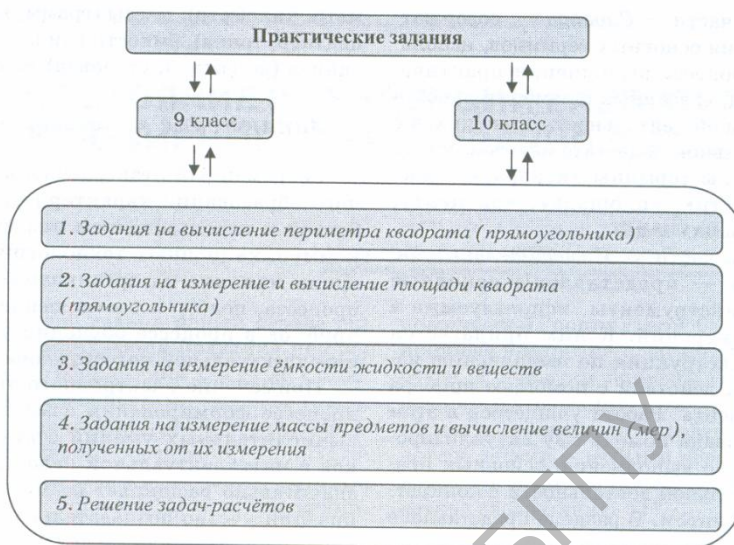 Практические задания
9 класс
10 класс
1. Задания на вычисление периметра квадрата (прямоугольника)
2. Задания на измерение и вычисление площади квадрата
(прямоугольника)
3. Задания на измерение ёмкости жидкости и веществ
4. Задания на измерение массы предметов и вычисление величин (мер),
полученных от их измерения
5. Решение задач-расчётов
БГПУ